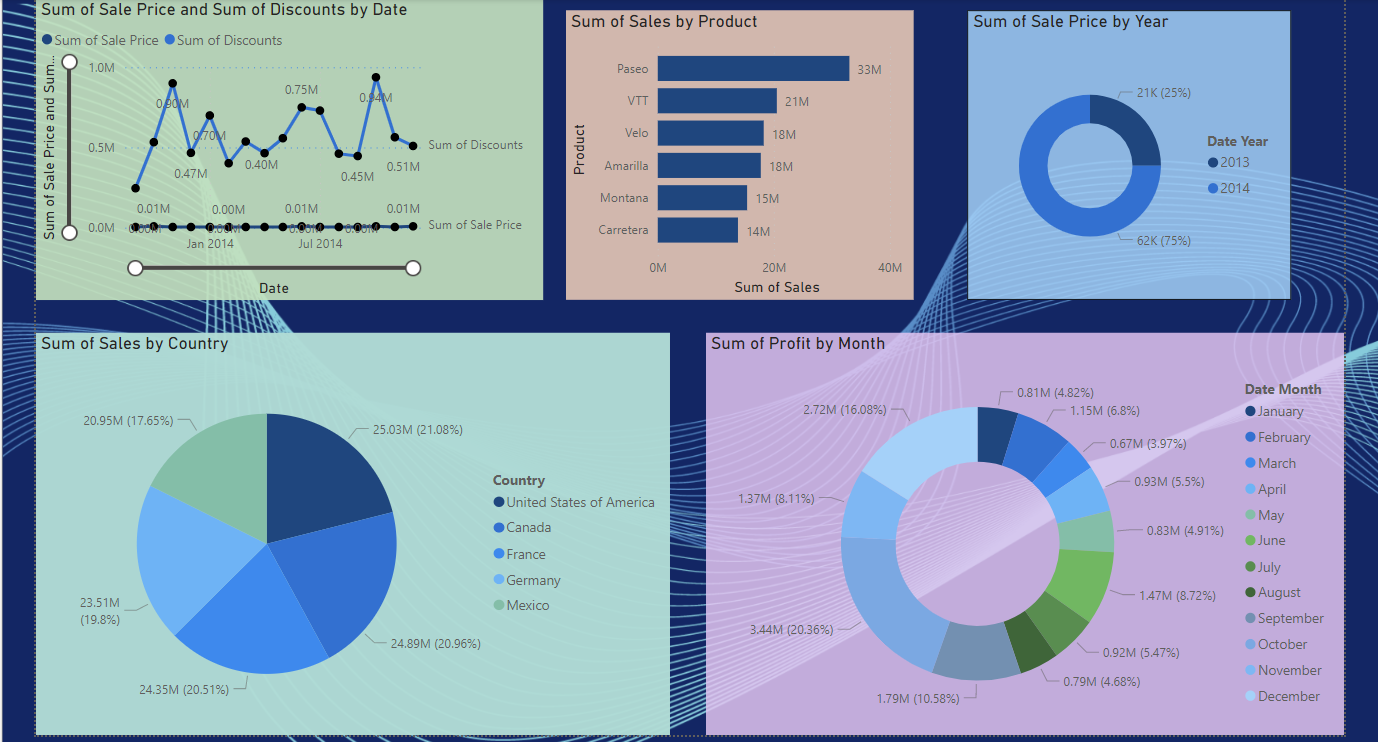 Sum of Sale Price and Sum of Discounts by Date
Sum of Sale Price Sum of Discounts
Sum of Sale Price and Sum...
1.0M
0.5M
0.0M
0.90M
0.47M
0.70M
0.40M
0.75M
0.45M
0.94M
0.51M
Sum of Discounts
0.01M
0.00M
0.01M
0.01M
0.00M
0.00M
0.00M
0.00M
Sum of Sale Price
Jan 2014
Jul 2014
Date
Sum of Sales by Product
Product
Paseo 33M
VTT 21M
Velo 18M
Amarilla 18M
Montana 15M
Carretera 14M
0M 20M 40M
Sum of Sales
Sum of Sale Price by Year
21K (25%)
62K (75%)
Date Year
2013
2014
Sum of Sales by Country
20.95M (17.65%)
25.03M (21.08%)
23.51M
(19.8%)
24.89M (20.96%)
24.35M (20.51%)
Country
United States of America
Canada
France
Germany
Mexico
Sum of Profit by Month
0.81M (4.82%)
1.15M (6.8%)
0.67M (3.97%)
0.93M (5.5%)
0.83M (4.91%)
1.47M (8.72%)
0.92M (5.47%)
0.79M (4.68%)
1.79M (10.58%)
3.44M (20.36%)
1.37M (8.11%)
2.72M (16.08%)
Date Month
January
February
March
April
May
June
July
August
September
October
November
December